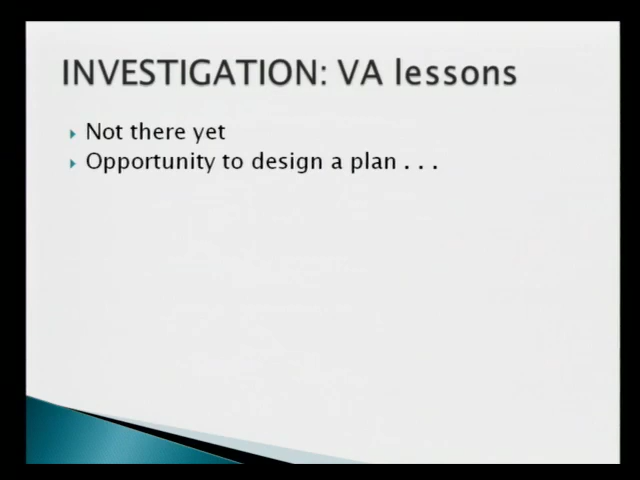 INVESTIGATION: VA lessons
Not there yet
Opportunity to design a plan . . .